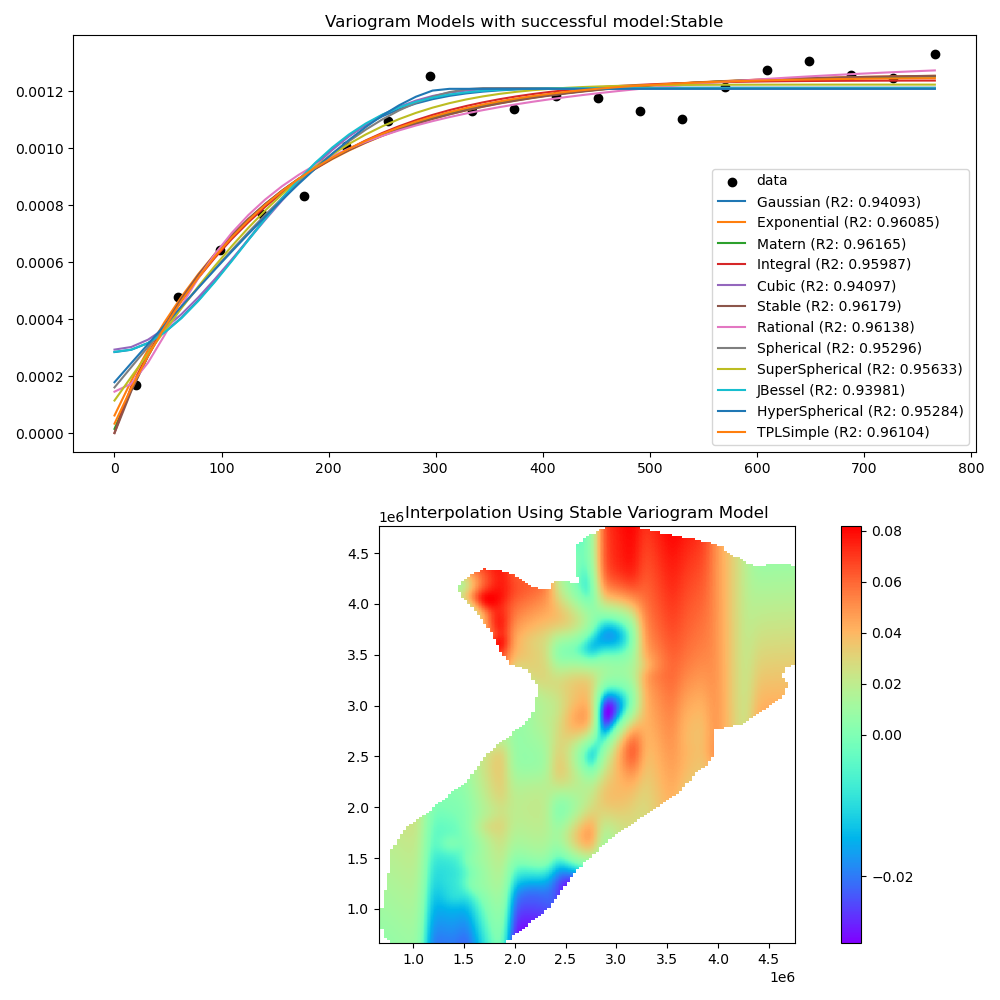 Variogram Models with successful model:Stable
0.0012
0.0010
0.0008
0.0006
0.0004
0.0002
0.0000
0 100 200 300 400 500 600 700 800
data
Gaussian (R2: 0.94093)
Exponential (R2: 0.96085)
Matern (R2: 0.96165)
Integral (R2: 0.95987)
Cubic (R2: 0.94097)
Stable (R2: 0.96179)
Rational (R2: 0.96138)
Spherical (R2: 0.95296)
SuperSpherical (R2: 0.95633)
JBessel (R2: 0.93981)
HyperSpherical (R2: 0.95284)
TPLSimple (R2: 0.96104)
Interpolation Using Stable Variogram Model
1e6
4.5
4.0
3.5
3.0
2.5
2.0
1.5
1.0
1.0 1.5 2.0 2.5 3.0 3.5 4.0 4.5
1e6
0.08
0.06
0.04
0.02
0.00
−0.02